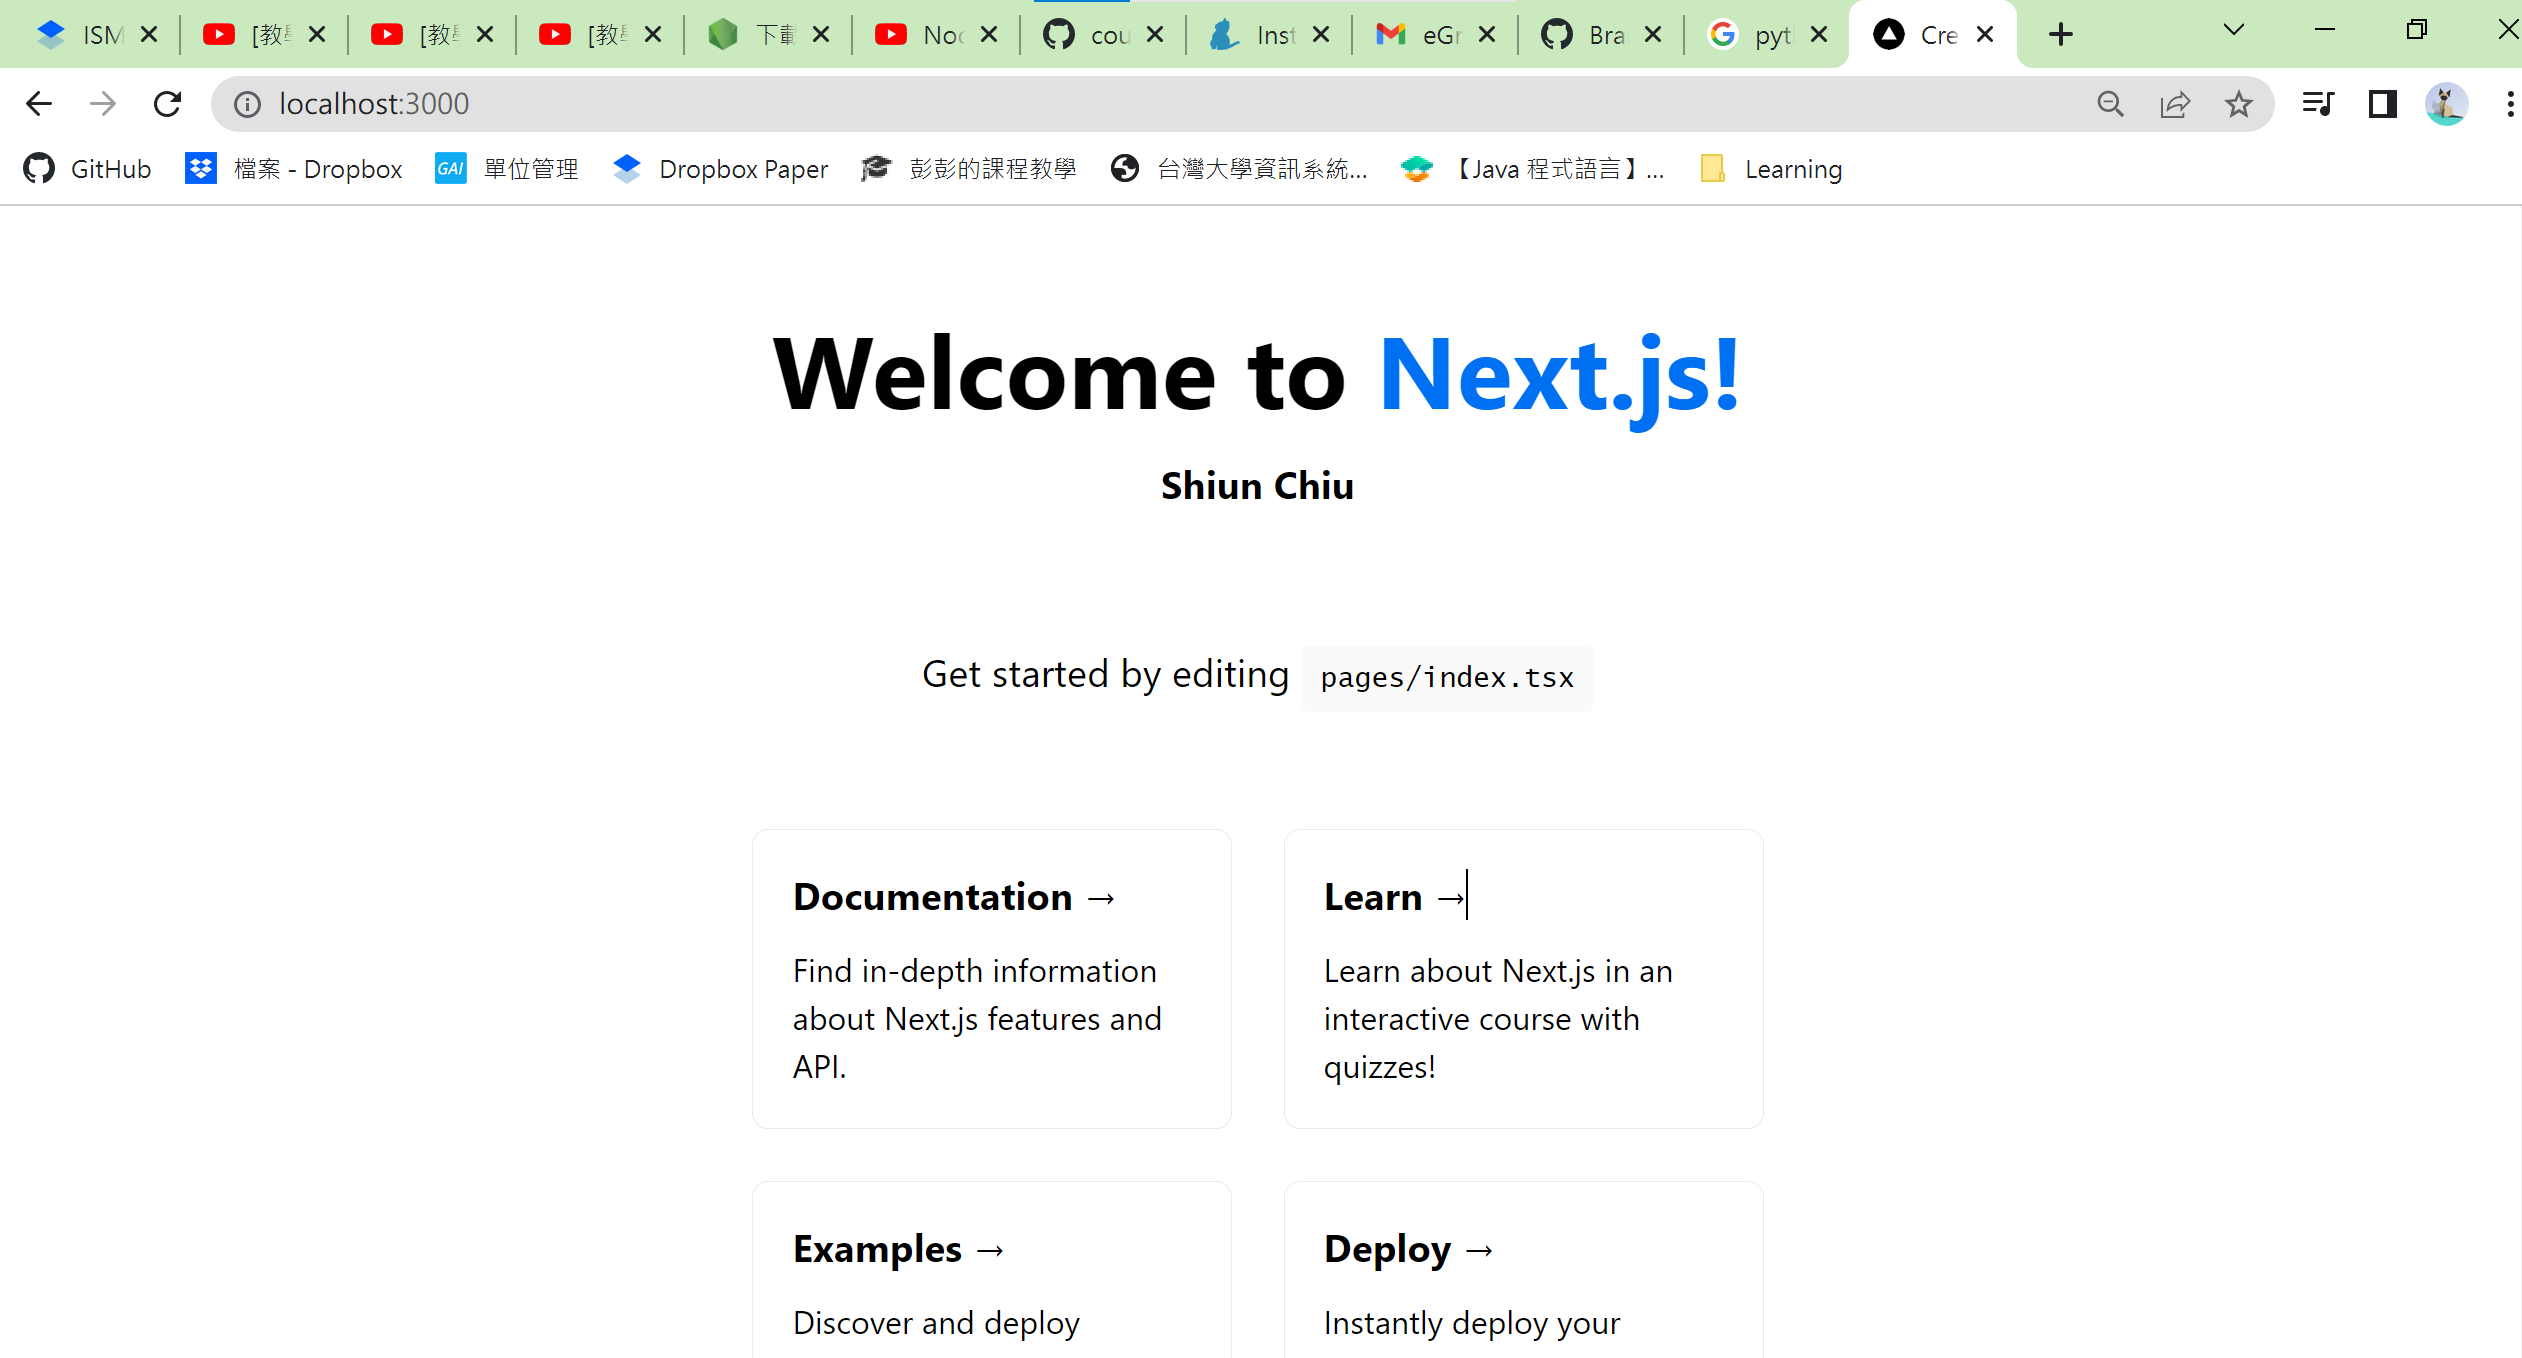 ISM
[教
[教
[教
下載
Noc
cou
Inst
eGr
Bra
pyt
Cre
localhost:3000
GitHub
檔案 - Dropbox
GAI 單位管理
Dropbox Paper
彭彭的課程教學
台灣大學資訊系統...
【Java 程式語言】...
Learning
Welcome to Next.js!
Shiun Chiu
Get started by editing pages/index.tsx
Documentation →
Find in-depth information
about Next.js features and
API.
Learn →
Learn about Next.js in an
interactive course with
quizzes!
Examples →
Discover and deploy
Deploy →
Instantly deploy your